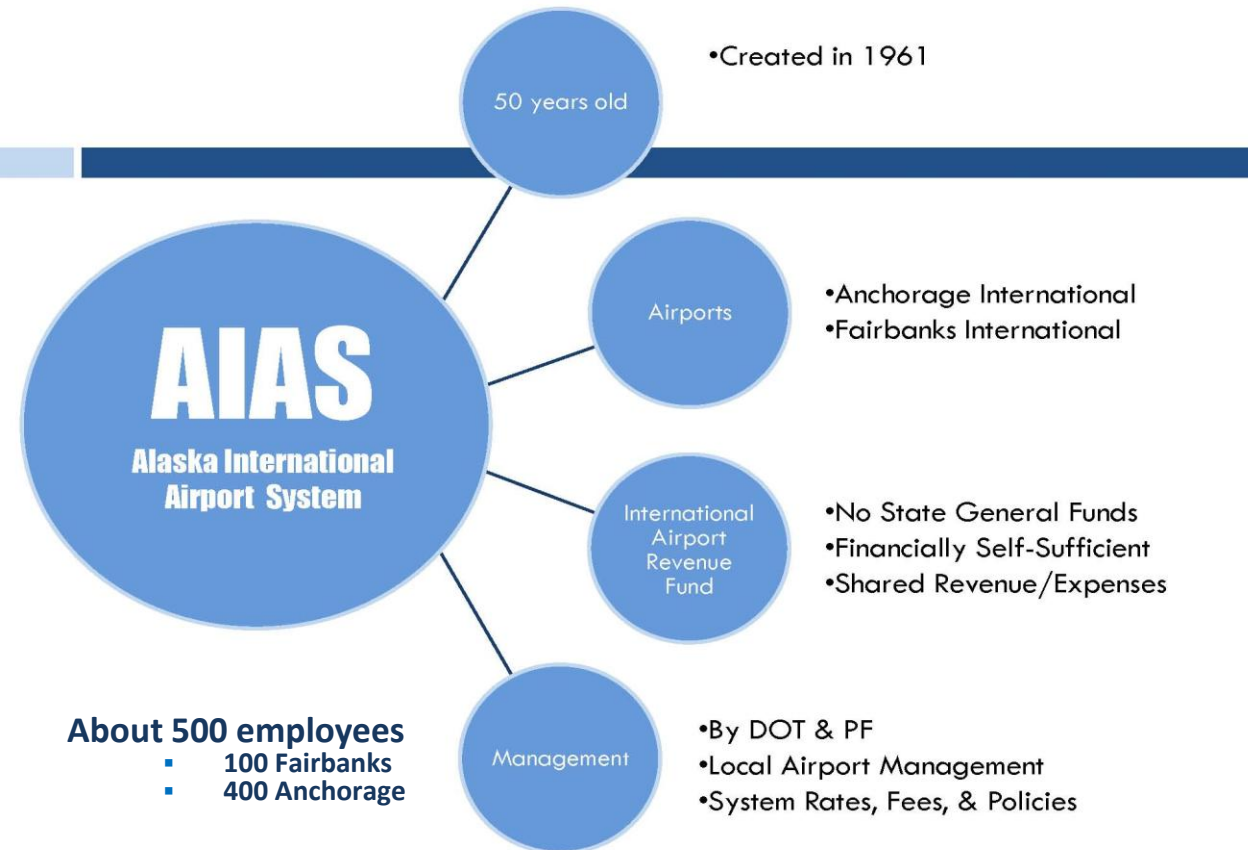 50 years old
•Created in 1961
AIAS
Alaska International
Airport System
Airports
•Anchorage International
•Fairbanks International
International
Airport
Revenue
Fund
•No State General Funds
•Financially Self-Sufficient
•Shared Revenue/Expenses
About 500 employees
▪ 100 Fairbanks
▪ 400 Anchorage
Management
•By DOT & PF
•Local Airport Management
•System Rates, Fees, & Policies